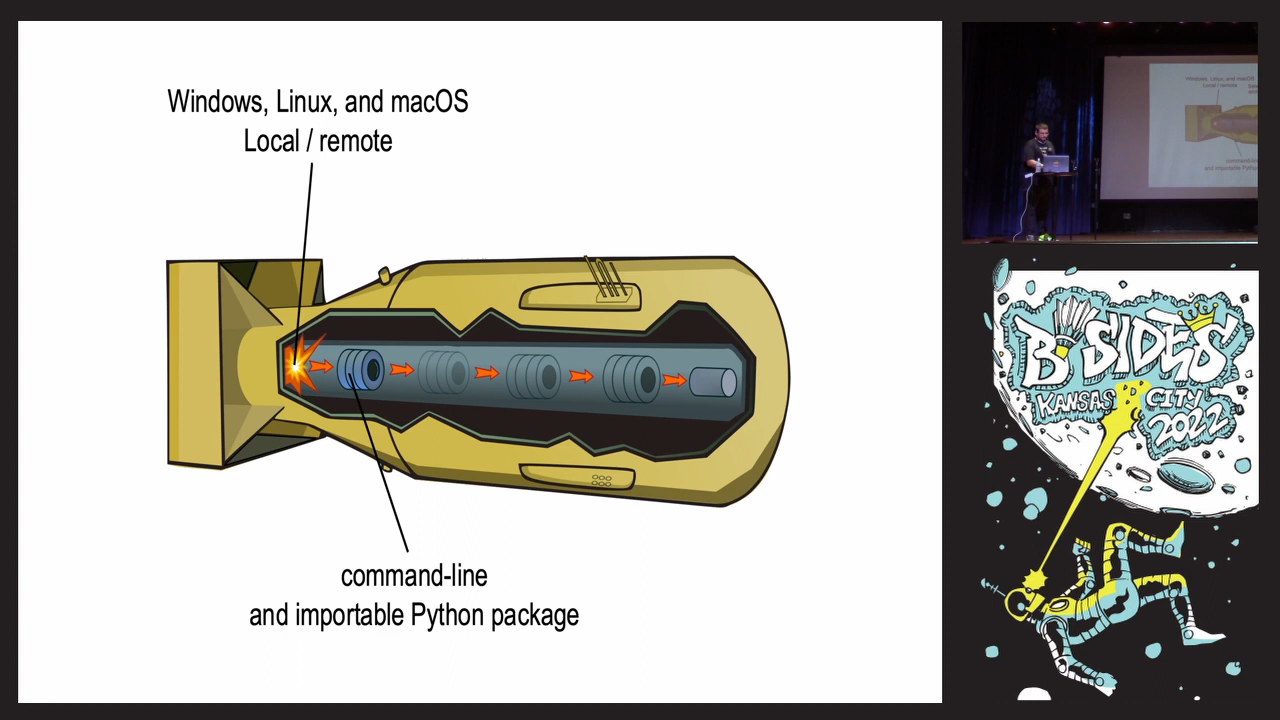 Windows, Linux, and macOS
Local / remote
command-line
and importable Python package
BSIDES
KANSAS CITY
2022